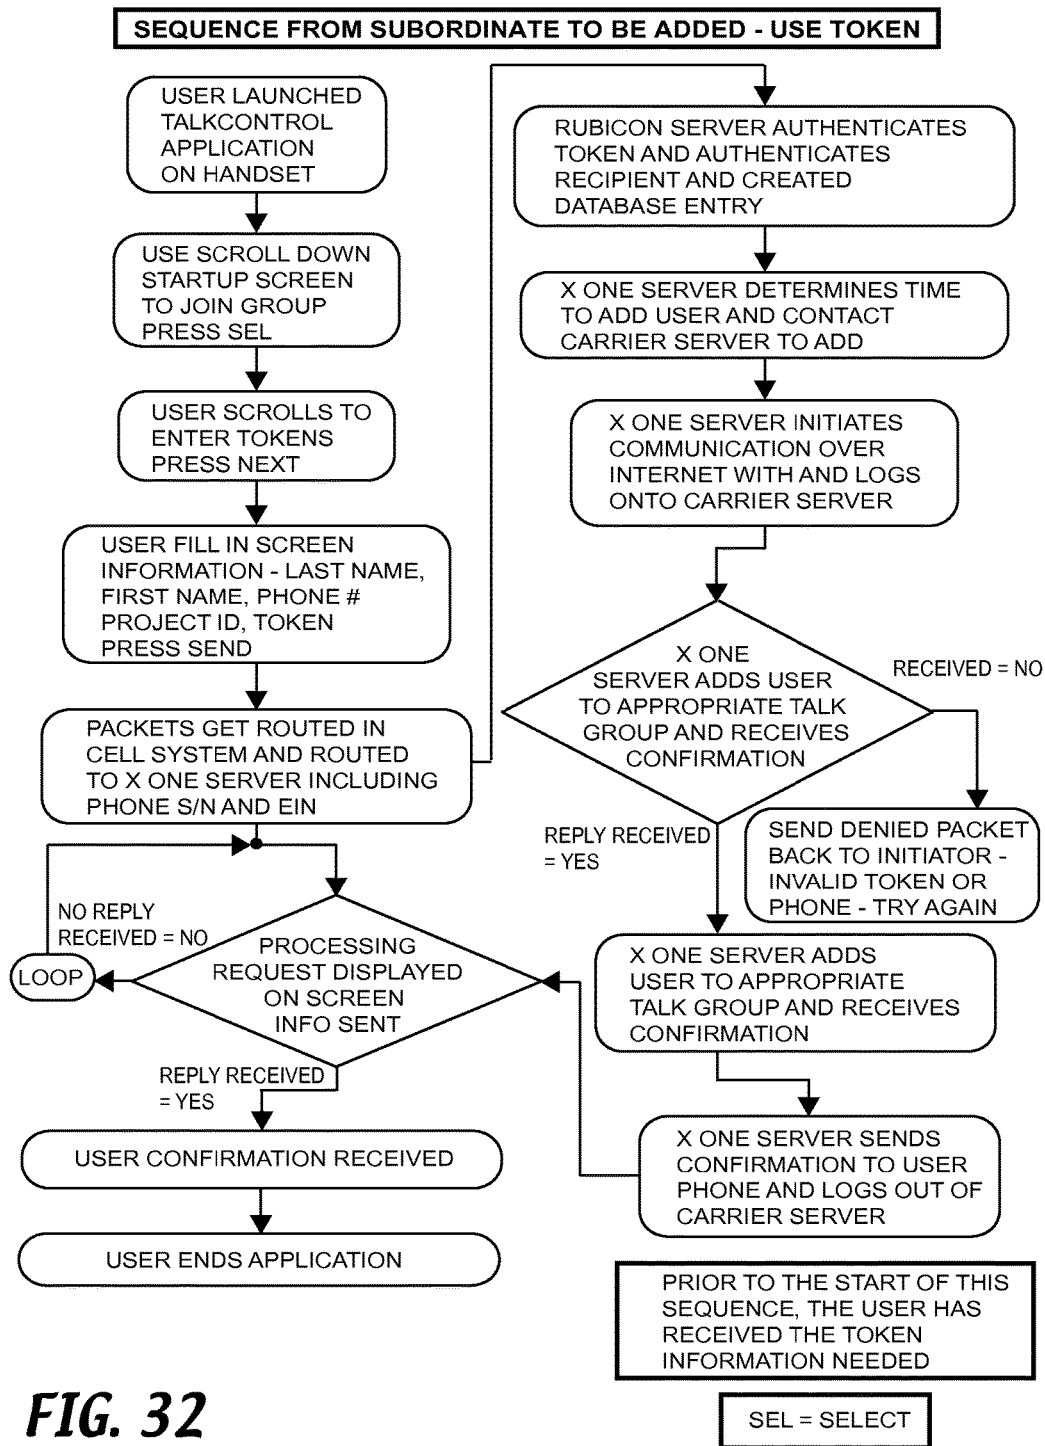 SEQUENCE FROM SUBORDINATE TO BE ADDED - USE TOKEN
USER LAUNCHED
TALKCONTROL
APPLICATION
ON HANDSET
USE SCROLL DOWN
STARTUP SCREEN
TO JOIN GROUP
PRESS SEL
USER SCROLLS TO
ENTER TOKENS
PRESS NEXT
USER FILL IN SCREEN
INFORMATION - LAST NAME,
FIRST NAME, PHONE #
PROJECT ID, TOKEN
PRESS SEND
PACKETS GET ROUTED IN
CELL SYSTEM AND ROUTED
TO X ONE SERVER INCLUDING
PHONE S/N AND EIN
NO REPLY
RECEIVED = NO
LOOP
PROCESSING
REQUEST DISPLAYED
ON SCREEN
INFO SENT
REPLY RECEIVED
= YES
USER CONFIRMATION RECEIVED
USER ENDS APPLICATION
RUBICON SERVER AUTHENTICATES
TOKEN AND AUTHENTICATES
RECIPIENT AND CREATED
DATABASE ENTRY
X ONE SERVER DETERMINES TIME
TO ADD USER AND CONTACT
CARRIER SERVER TO ADD
X ONE SERVER INITIATES
COMMUNICATION OVER
INTERNET WITH AND LOGS
ONTO CARRIER SERVER
X ONE
SERVER ADDS USER
TO APPROPRIATE TALK
GROUP AND RECEIVES
CONFIRMATION
RECEIVED = NO
REPLY RECEIVED
= YES
SEND DENIED PACKET
BACK TO INITIATOR -
INVALID TOKEN OR
PHONE - TRY AGAIN
X ONE SERVER ADDS
USER TO APPROPRIATE
TALK GROUP AND RECEIVES
CONFIRMATION
X ONE SERVER SENDS
CONFIRMATION TO USER
PHONE AND LOGS OUT OF
CARRIER SERVER
PRIOR TO THE START OF THIS
SEQUENCE, THE USER HAS
RECEIVED THE TOKEN
INFORMATION NEEDED
SEL = SELECT
FIG. 32